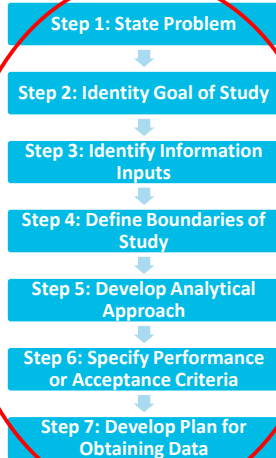 Step 1: State Problem
Step 2: Identity Goal of Study
Step 3: Identify Information
Inputs
Step 4: Define Boundaries of
Study
Step 5: Develop Analytical
Approach
Step 6: Specify Performance
or Acceptance Criteria
Step 7: Develop Plan for
Obtaining Data